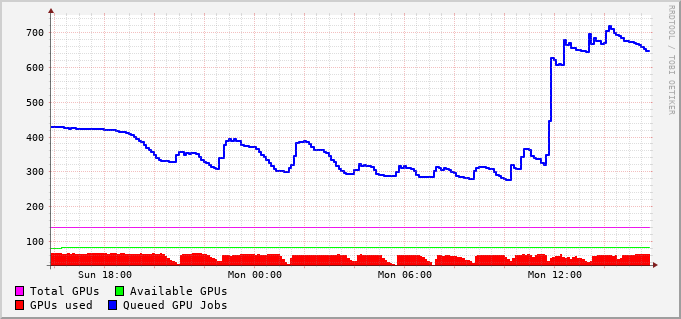 700
600
500
400
300
200
100
Sun 18:00 Mon 00:00 Mon 06:00 Mon 12:00
Total GPUs Available GPUs
GPUs used Queued GPU Jobs
RRDTOOL / TOBI OETIKER